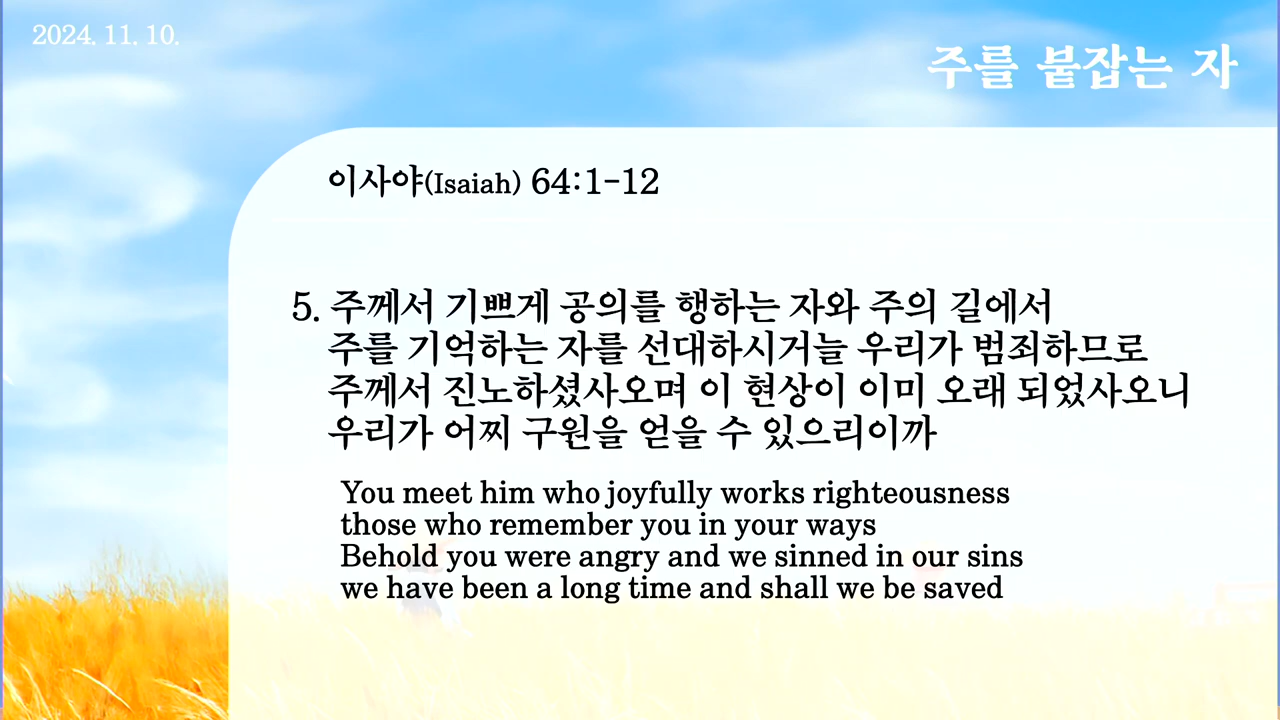 2024. 11. 10.
주를 붙잡는 자
이사야(Isaiah) 64:1-12
5. 주께서 기쁘게 공의를 행하는 자와 주의 길에서
주를 기억하는 자를 선대하시거늘 우리가 범죄하므로
주께서 진노하셨사오며 이 현상이 이미 오래 되었사오니
우리가 어찌 구원을 얻을 수 있으리이까
You meet him who joyfully works righteousness
those who remember you in your ways
Behold you were angry and we sinned in our sins
we have been a long time and shall we be saved